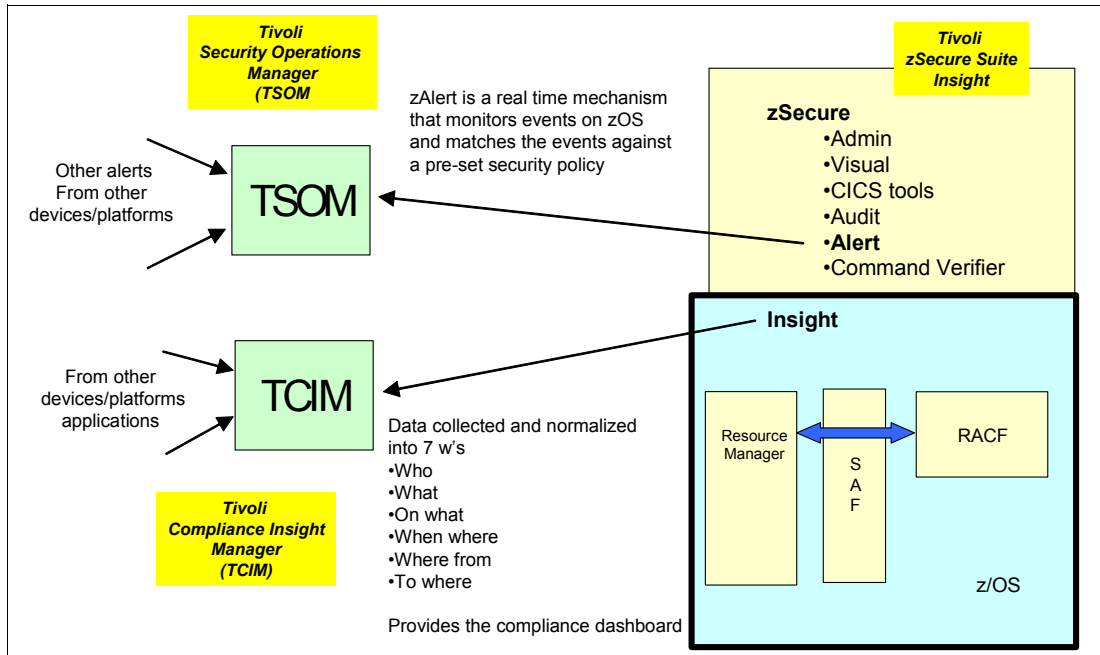 Tivoli
Security Operations
Manager
(TSOM
zAlert is a real time mechanism
that monitors events on zOS
and matches the events against
a pre-set security policy
Tivoli
zSecure Suite
Insight
Other alerts
From other
devices/platforms
TSOM
zSecure
•Admin
•Visual
•CICS tools
•Audit
•Alert
•Command Verifier
From other
devices/platforms
applications
TCIM
Tivoli
Compliance Insight
Manager
(TCIM)
Data collected and normalized
into 7 w's
•Who
•What
•On what
•When where
•Where from
•To where
Provides the compliance dashboard
Insight
Resource
Manager
S
A
F
RACF
z/OS